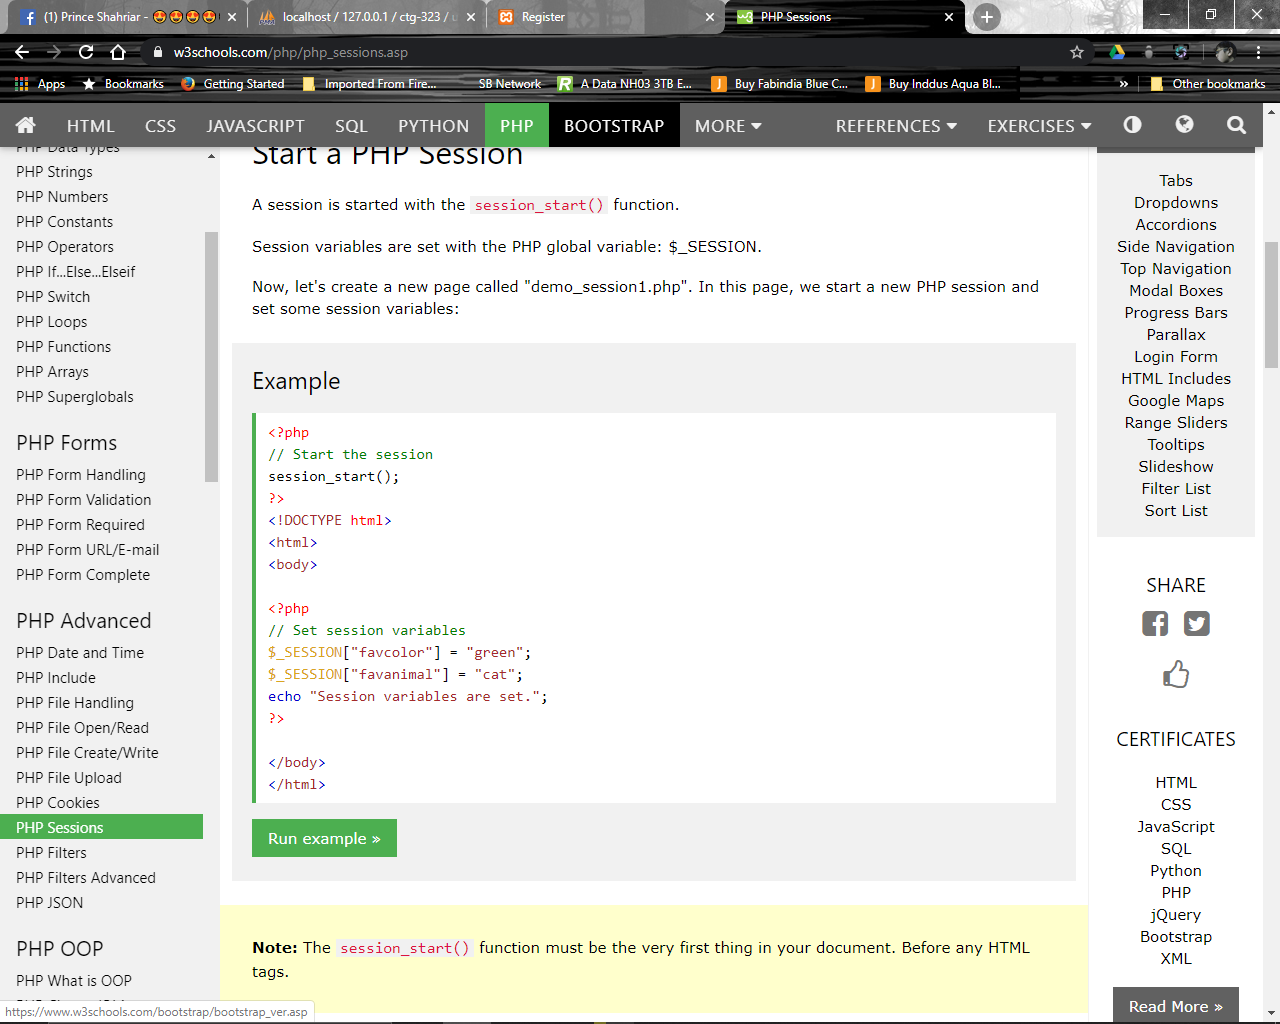 (1) Prince Shahriar - 😍😍😍😍
localhost / 127.0.0.1 / ctg-323 / u
Register
PHP Sessions
w3schools.com/php/php_sessions.asp
Apps
Bookmarks
Getting Started
Imported From Fire...
SB Network
A Data NH03 3TB E...
Buy Fabindia Blue C...
Buy Inddus Aqua Bl...
»
Other bookmarks
HTML
CSS
JAVASCRIPT
SQL
PYTHON
PHP
BOOTSTRAP
MORE
REFERENCES
EXERCISES
PHP Data Types
PHP Strings
PHP Numbers
PHP Constants
PHP Operators
PHP If...Else...Elseif
PHP Switch
PHP Loops
PHP Functions
PHP Arrays
PHP Superglobals
PHP Forms
PHP Form Handling
PHP Form Validation
PHP Form Required
PHP Form URL/E-mail
PHP Form Complete
PHP Advanced
PHP Date and Time
PHP Include
PHP File Handling
PHP File Open/Read
PHP File Create/Write
PHP File Upload
PHP Cookies
PHP Sessions
PHP Filters
PHP Filters Advanced
PHP JSON
PHP OOP
PHP What is OOP
https://www.w3schools.com/bootstrap/bootstrap_ver.asp
Start a PHP Session
A session is started with the session_start() function.
Session variables are set with the PHP global variable: $_SESSION.
Now, let's create a new page called "demo_session1.php". In this page, we start a new PHP session and
set some session variables:
Example
<?php
// Start the session
session_start();
?>
<!DOCTYPE html>
<html>
<body>
<?php
// Set session variables
$_SESSION["favcolor"] = "green";
$_SESSION["favanimal"] = "cat";
echo "Session variables are set.";
?>
</body>
</html>
Run example »
Note: The session_start() function must be the very first thing in your document. Before any HTML
tags.
Tabs
Dropdowns
Accordions
Side Navigation
Top Navigation
Modal Boxes
Progress Bars
Parallax
Login Form
HTML Includes
Google Maps
Range Sliders
Tooltips
Slideshow
Filter List
Sort List
SHARE
CERTIFICATES
HTML
CSS
JavaScript
SQL
Python
PHP
jQuery
Bootstrap
XML
Read More »